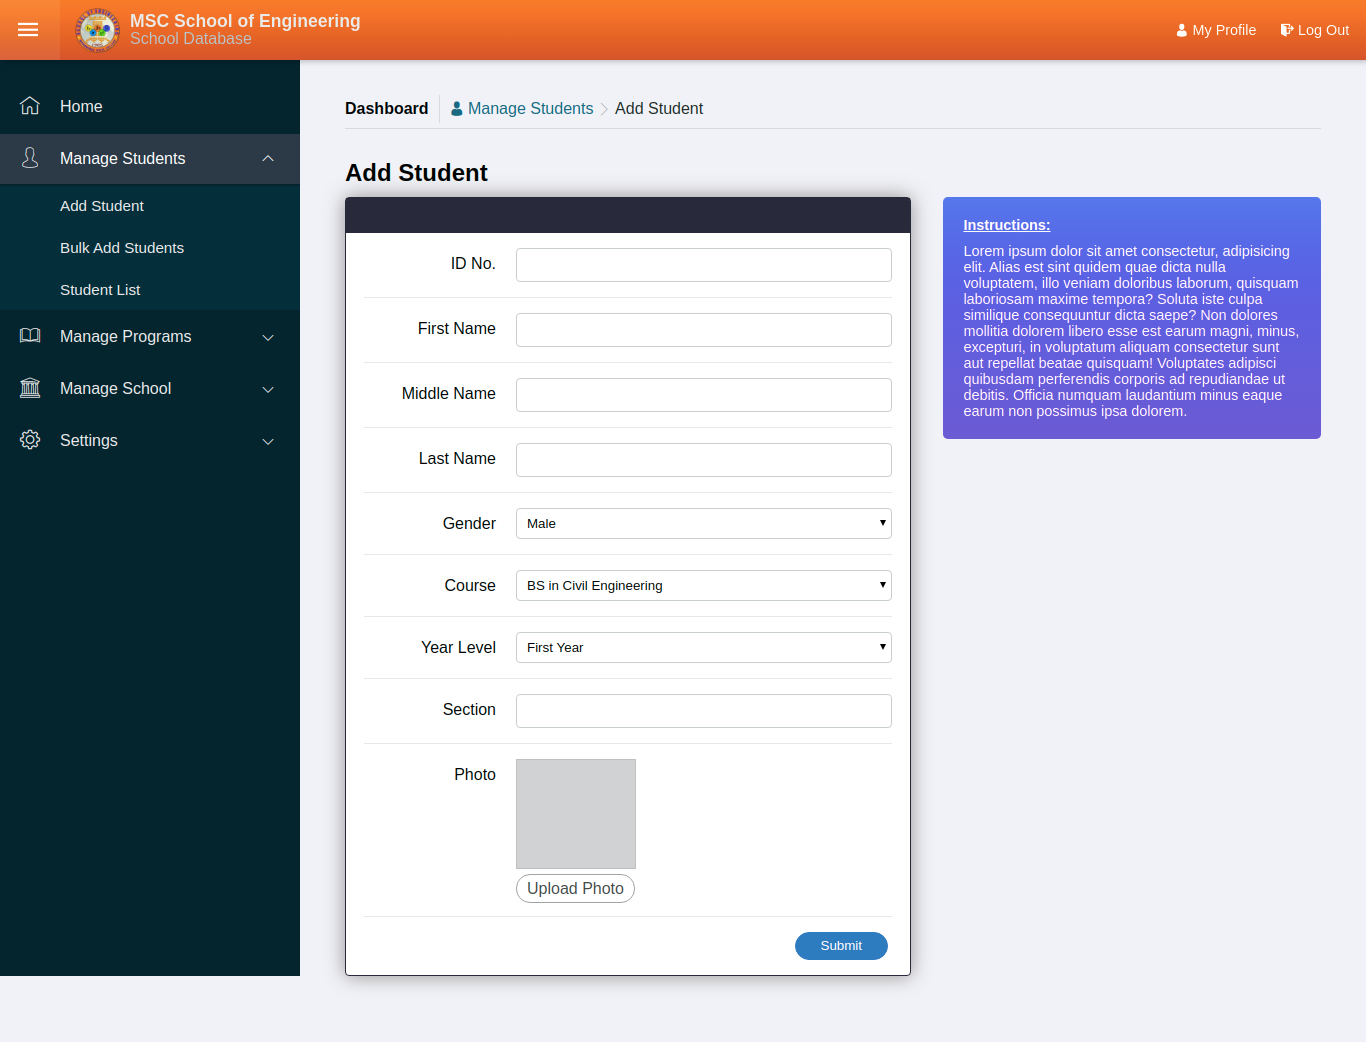 MSC School of Engineering
School Database
My Profile
Log Out
Home
Manage Students
Add Student
Bulk Add Students
Student List
Manage Programs
Manage School
Settings
Dashboard
Manage Students
Add Student
Add Student
ID No.
First Name
Middle Name
Last Name
Gender
Male
Course
BS in Civil Engineering
Year Level
First Year
Section
Photo
Upload Photo
Submit
Instructions:
Lorem ipsum dolor sit amet consectetur, adipisicing
elit. Alias est sint quidem quae dicta nulla
voluptatem, illo veniam doloribus laborum, quisquam
laboriosam maxime tempora? Soluta iste culpa
similique consequuntur dicta saepe? Non dolores
mollitia dolorem libero esse est earum magni, minus,
excepturi, in voluptatum aliquam consectetur sunt
aut repellat beatae quisquam! Voluptates adipisci
quibusdam perferendis corporis ad repudiandae ut
debitis. Officia numquam laudantium minus eaque
earum non possimus ipsa dolorem.